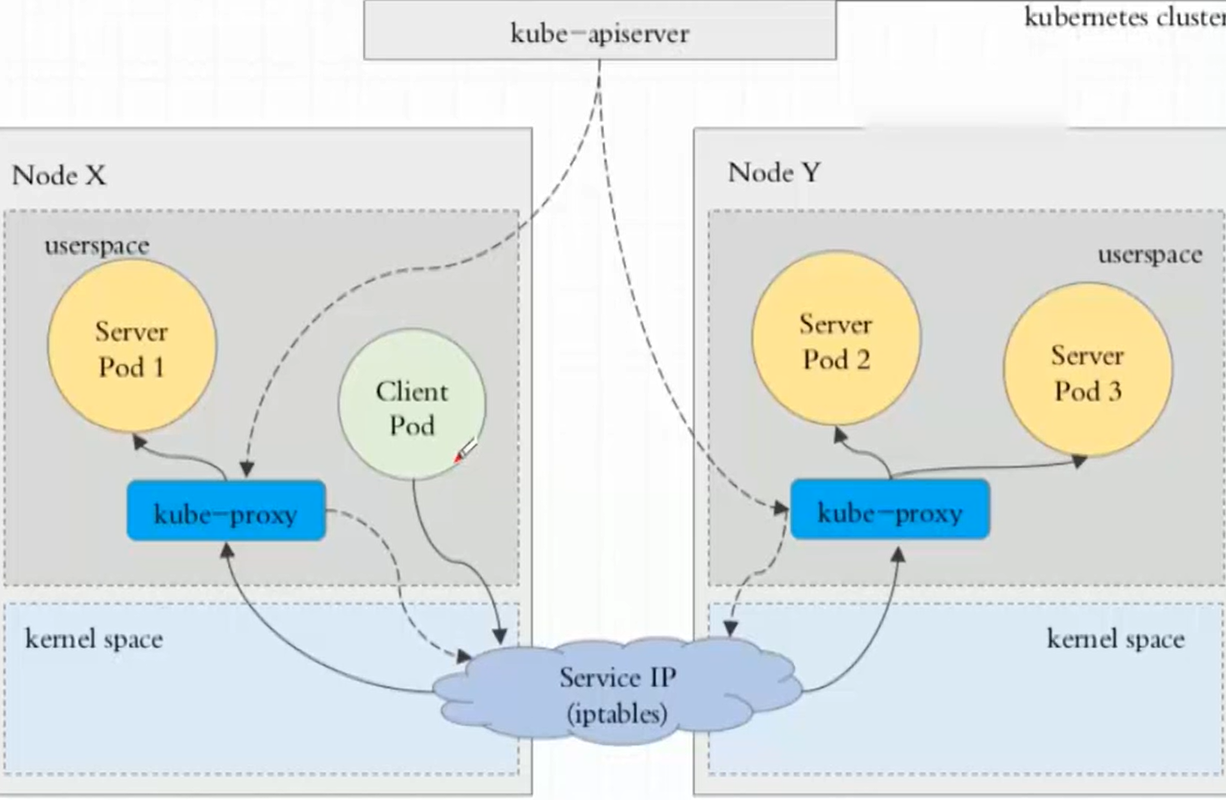 kube-apiserver
kubernetes cluster
Node X
userspace
Server
Pod 1
Client
Pod
kube-proxy
kernel space
Node Y
userspace
Server
Pod 2
Server
Pod 3
kube-proxy
kernel space
Service IP
(iptables)